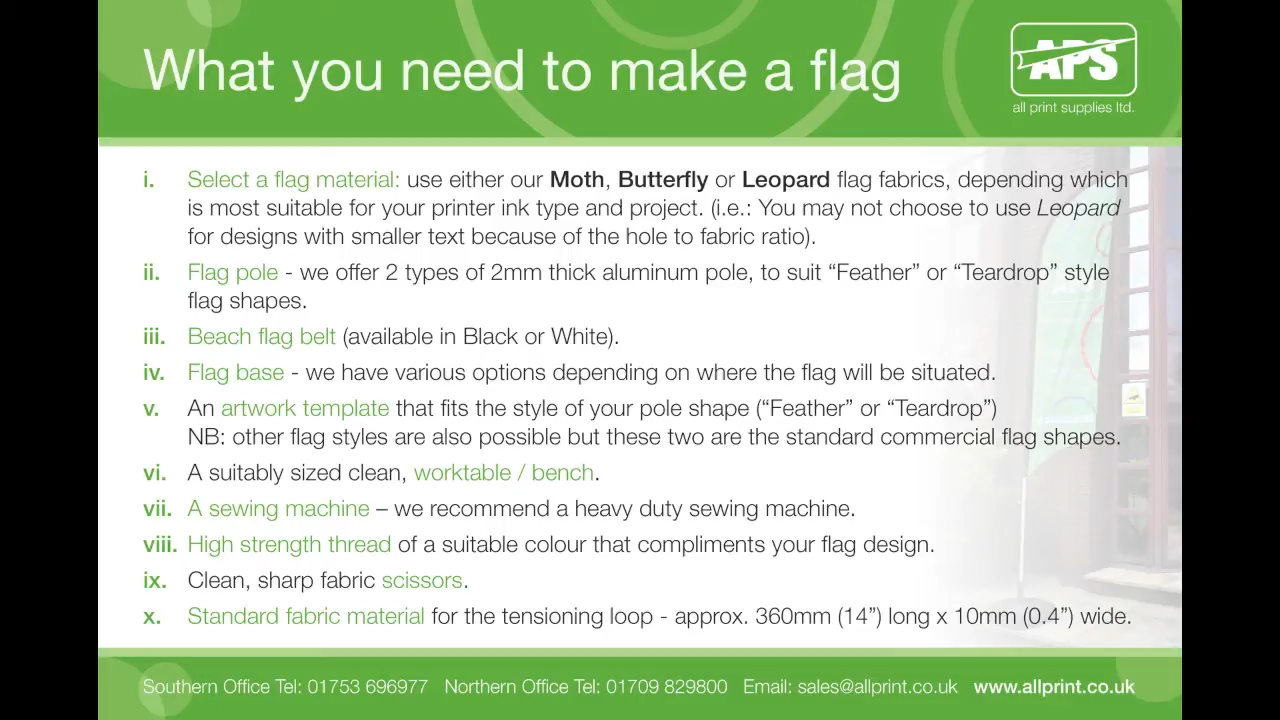 What you need to make a flag
APS
all print supplies ltd.
i. Select a flag material: use either our Moth, Butterfly or Leopard flag fabrics, depending which
is most suitable for your printer ink type and project. (i.e.: You may not choose to use Leopard
for designs with smaller text because of the hole to fabric ratio).
ii. Flag pole - we offer 2 types of 2mm thick aluminum pole, to suit “Feather” or “Teardrop” style
flag shapes.
iii. Beach flag belt (available in Black or White).
iv. Flag base - we have various options depending on where the flag will be situated.
v. An artwork template that fits the style of your pole shape (“Feather” or “Teardrop”)
NB: other flag styles are also possible but these two are the standard commercial flag shapes.
vi. A suitably sized clean, worktable / bench.
vii. A sewing machine – we recommend a heavy duty sewing machine.
viii. High strength thread of a suitable colour that compliments your flag design.
ix. Clean, sharp fabric scissors.
x. Standard fabric material for the tensioning loop - approx. 360mm (14”) long x 10mm (0.4”) wide.
Southern Office Tel: 01753 696977 Northern Office Tel: 01709 829800 Email: sales@allprint.co.uk www.allprint.co.uk